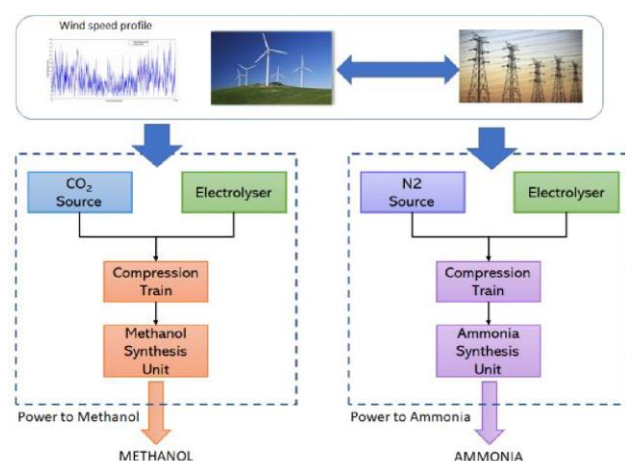 Wind speed profile
CO₂
Source
Electrolyser
N2
Source
Electrolyser
Compression
Train
Compression
Train
Methanol
Synthesis
Unit
Ammonia
Synthesis
Unit
Power to Methanol
Power to Ammonia
METHANOL
AMMONIA